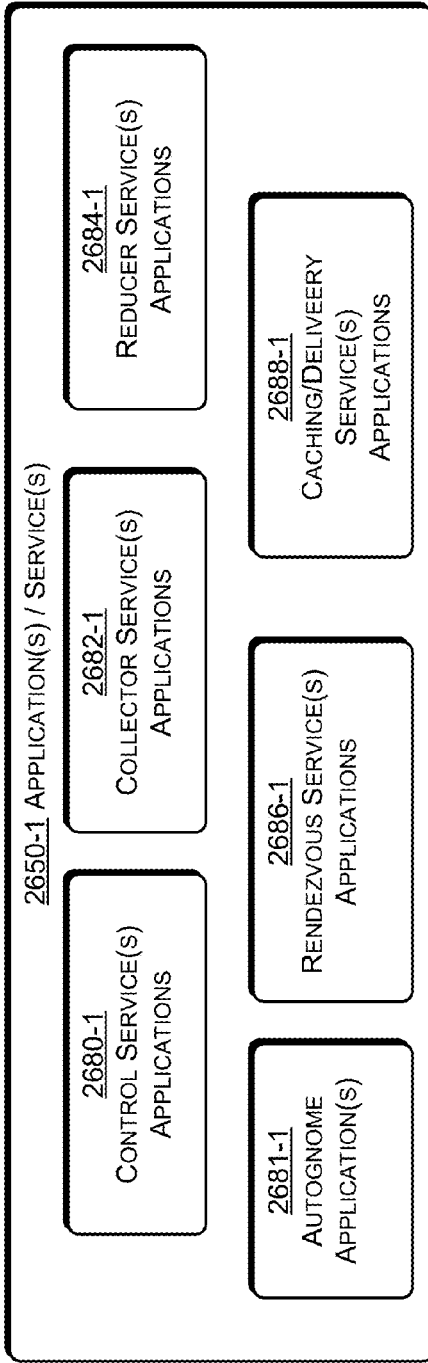 2650-1 APPLICATION(S) / SERVICE(S)
2680-1
CONTROL SERVICE(S)
APPLICATIONS
2682-1
COLLECTOR SERVICE(S)
APPLICATIONS
2684-1
REDUCER SERVICE(S)
APPLICATIONS
2681-1
AUTOGNOME
APPLICATION(S)
2686-1
RENDEZVOUS SERVICE(S)
APPLICATIONS
2688-1
CACHING/DELIVEERY
SERVICE(S)
APPLICATIONS